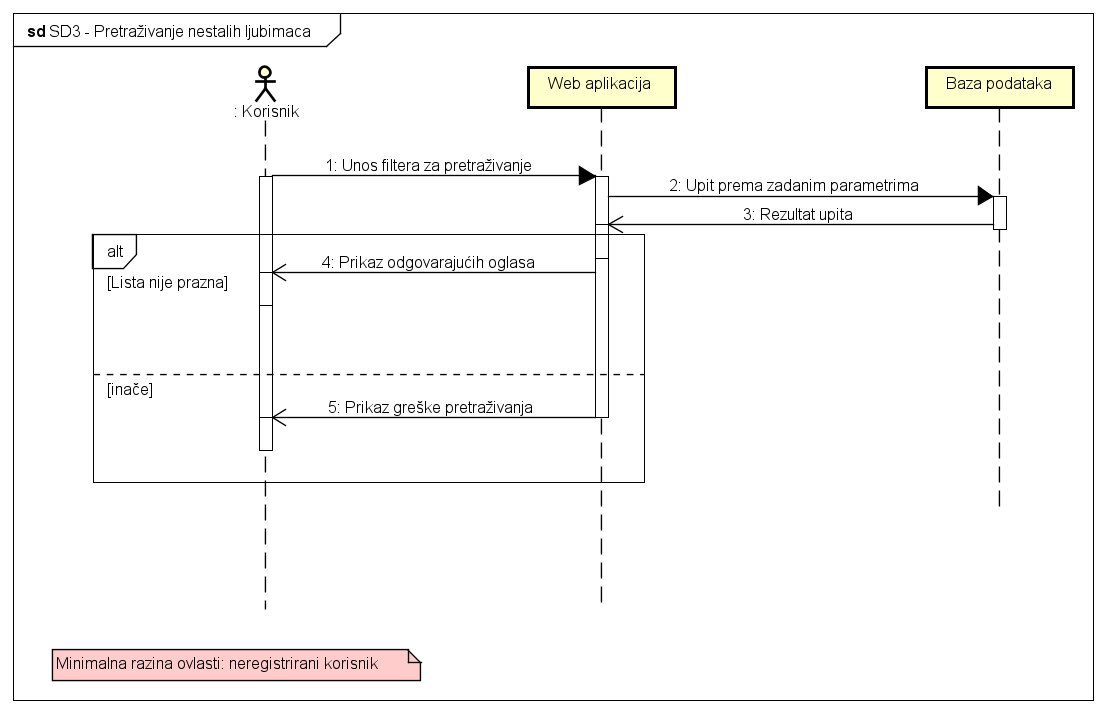 sd SD3 - Pretraživanje nestalih ljubimaca
: Korisnik
Web aplikacija
Baza podataka
1: Unos filtera za pretraživanje
2: Upit prema zadanim parametrima
3: Rezultat upita
alt
4: Prikaz odgovarajućih oglasa
[Lista nije prazna]
[inače]
5: Prikaz greške pretraživanja
Minimalna razina ovlasti: neregistrirani korisnik